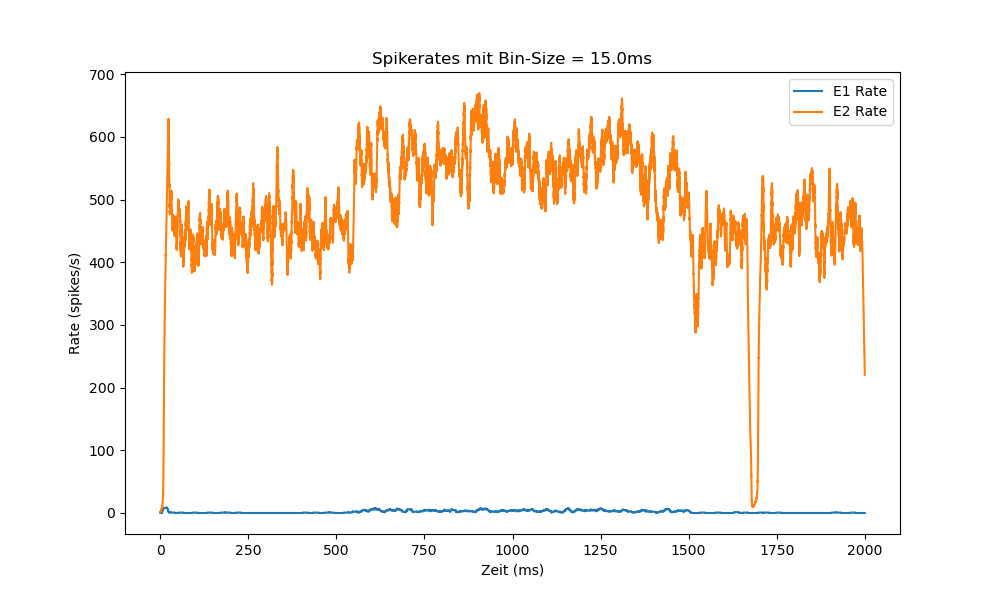 Spikerates mit Bin-Size = 15.0ms
E1 Rate
E2 Rate
Rate (spikes/s)
700
600
500
400
300
200
100
0
0 250 500 750 1000 1250 1500 1750 2000
Zeit (ms)